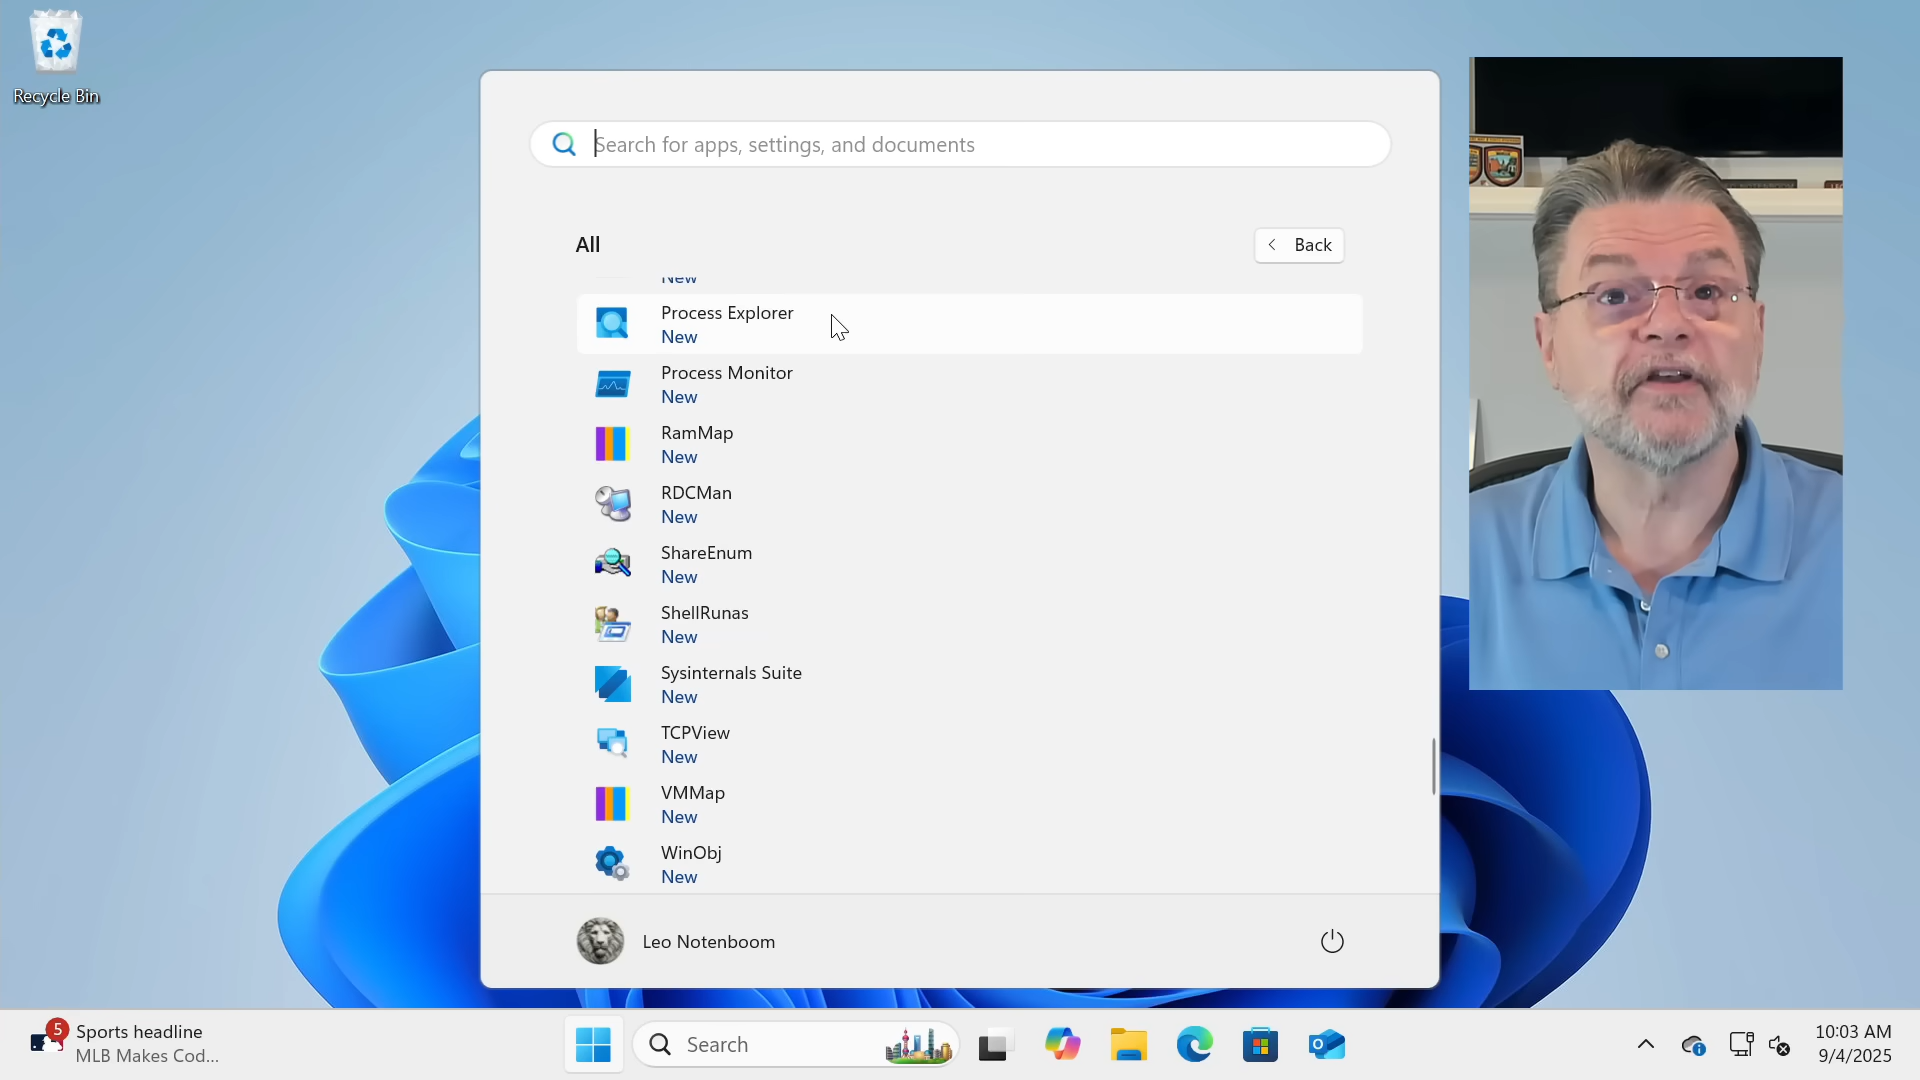 Recycle Bin
Search for apps, settings, and documents
All
Back
New
Process Explorer
New
Process Monitor
New
RamMap
New
RDCMan
New
ShareEnum
New
ShellRunas
New
Sysinternals Suite
New
TCPView
New
VMMap
New
WinObj
New
Leo Notenboom
5
Sports headline
MLB Makes Cod...
Search
10:03 AM
9/4/2025